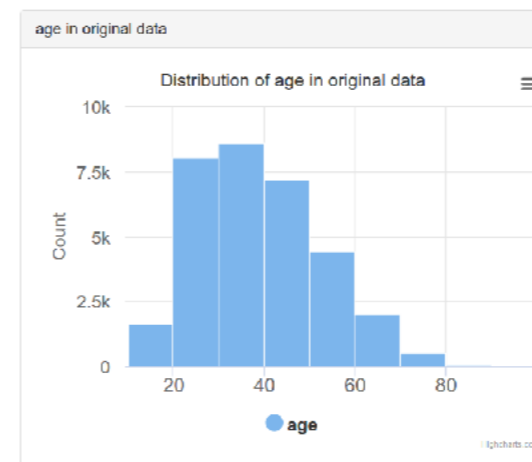 age in original data
Distribution of age in original data
10k
7.5k
5k
2.5k
0
Count
20 40 60 80
age